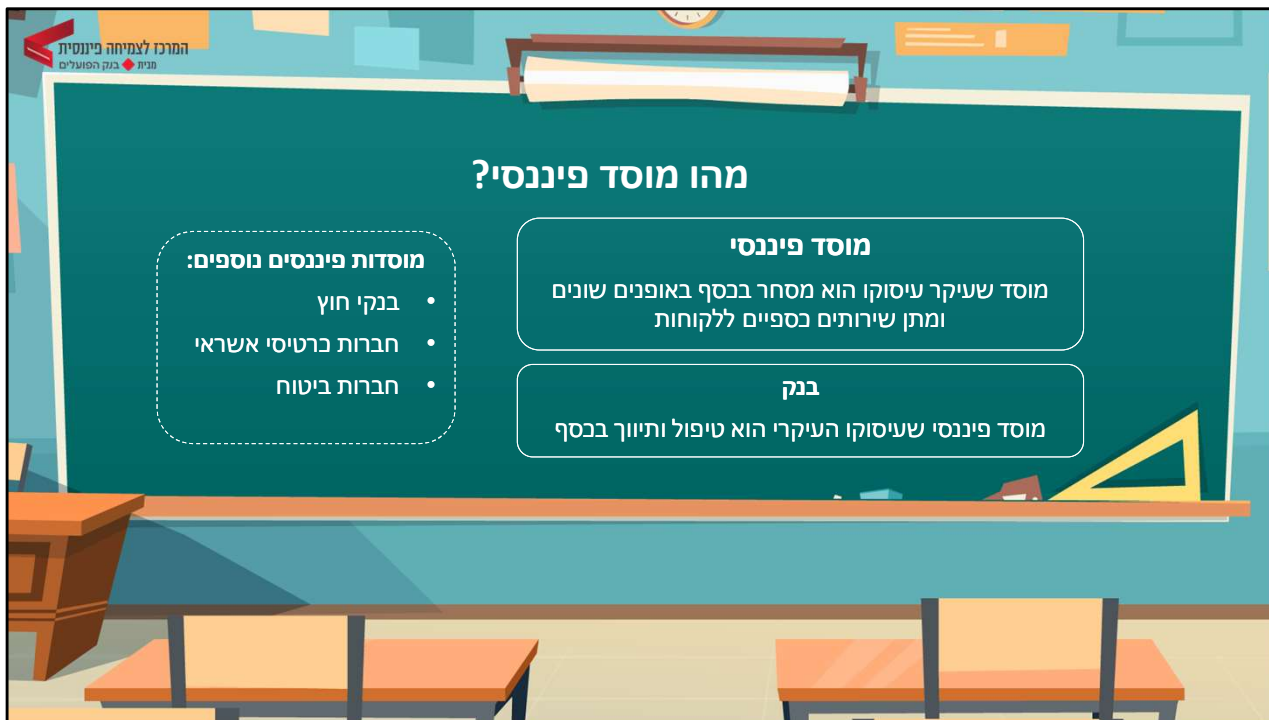 המרכז לצמיחה פיננסית
מבית בנק הפועלים
מהו מוסד פיננסי?
מוסד פיננסי
מוסד שעיקר עיסוקו הוא מסחר בכסף באופנים שונים
ומתן שירותים כספיים ללקוחות
בנק
מוסד פיננסי שעיסוקו העיקרי הוא טיפול ותיווך בכסף
מוסדות פיננסים נוספים:
• בנקי חוץ
• חברות כרטיסי אשראי
• חברות ביטוח